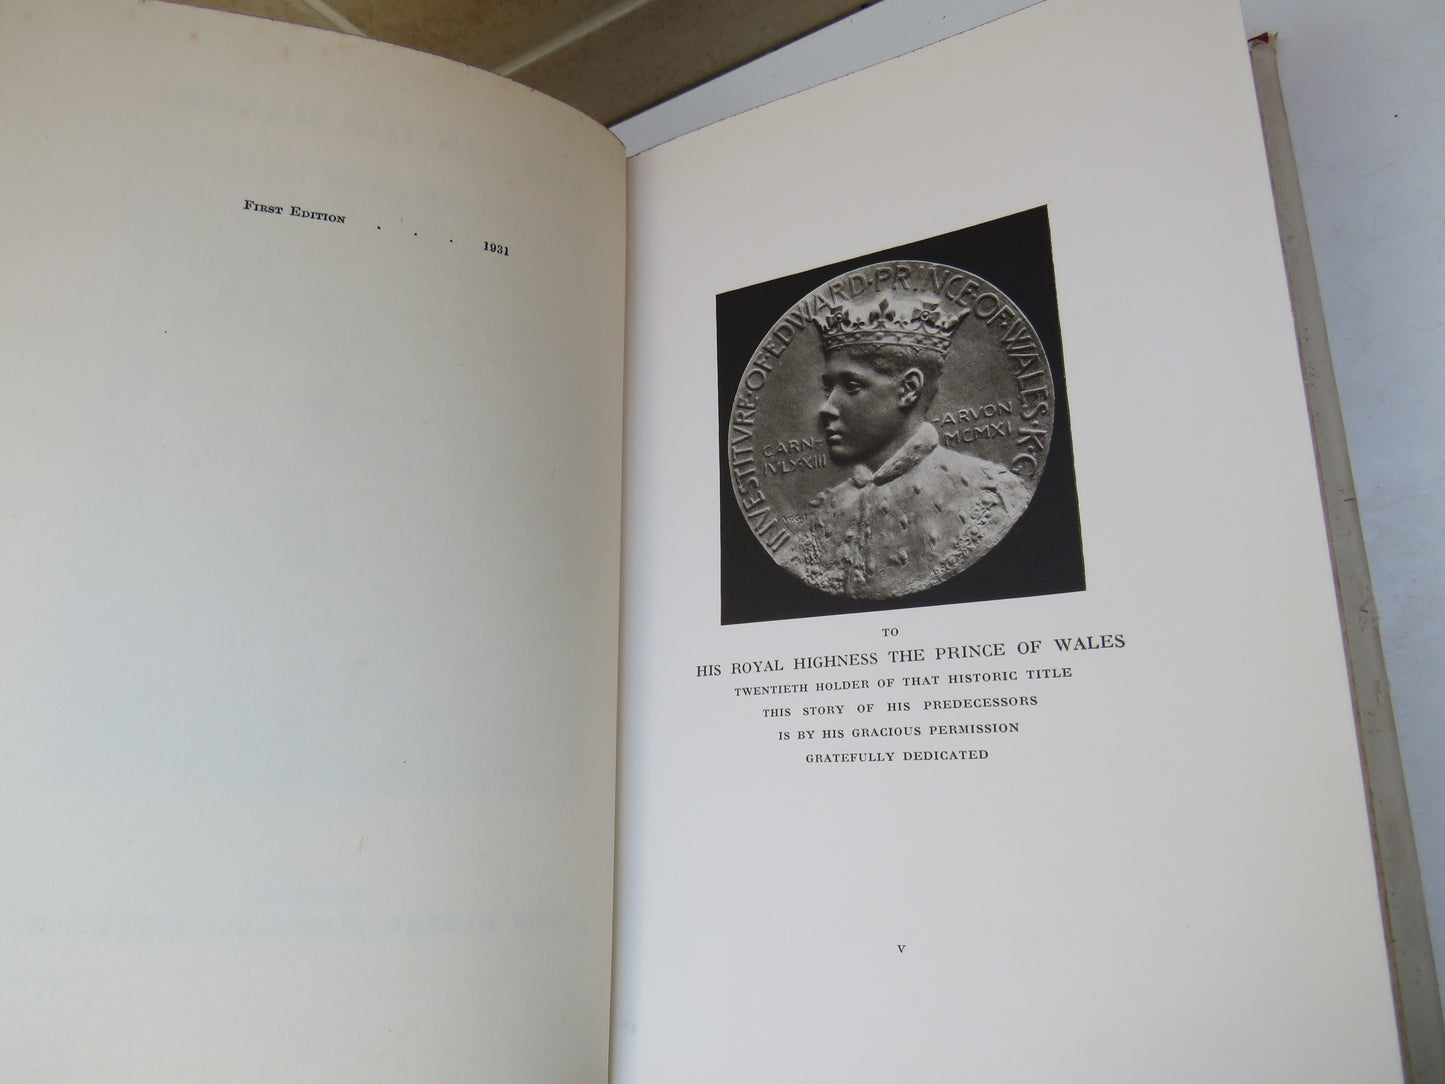 FIRST EDITION . . . 1931
INVESTITVRE·OF·EDWARD·PRINCE·OF·WALES·K·G
CARN- ARVON
IVLY·XIII MCMXI
TO
HIS ROYAL HIGHNESS THE PRINCE OF WALES
TWENTIETH HOLDER OF THAT HISTORIC TITLE
THIS STORY OF HIS PREDECESSORS
IS BY HIS GRACIOUS PERMISSION
GRATEFULLY DEDICATED
v